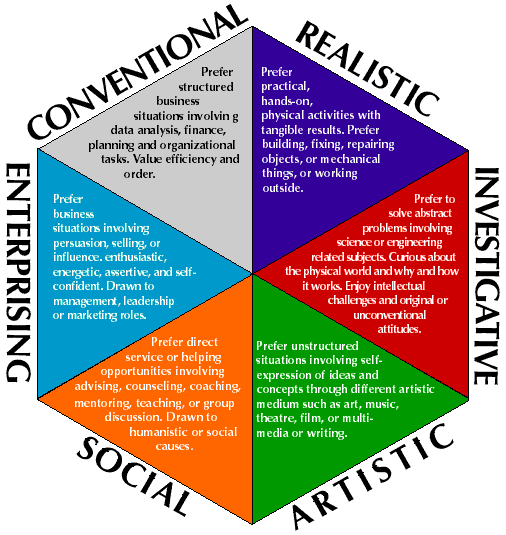 CONVENTIONAL
Prefer
structured
business
situations involving
data analysis, finance,
planning and organizational
tasks. Value efficiency and
order.
REALISTIC
Prefer
practical,
hands-on,
physical activities with
tangible results. Prefer
building, fixing, repairing
objects, or mechanical
things, or working
outside.
ENTERPRISING
Prefer
business
situations involving
persuasion, selling, or
influence. enthusiastic,
energetic, assertive, and self-
confident. Drawn to
management, leadership
or marketing roles.
INVESTIGATIVE
Prefer to
solve abstract
problems involving
science or engineering
related subjects. Curious about
the physical world and why and how
it works. Enjoy intellectual
challenges and original or
unconventional
attitudes.
SOCIAL
Prefer direct
service or helping
opportunities involving
advising, counseling, coaching,
mentoring, teaching, or group
discussion. Drawn to
humanistic or social
causes.
ARTISTIC
Prefer unstructured
situations involving self-
expression of ideas and
concepts through different artistic
medium such as art, music,
theatre, film, or multi-
media or writing.